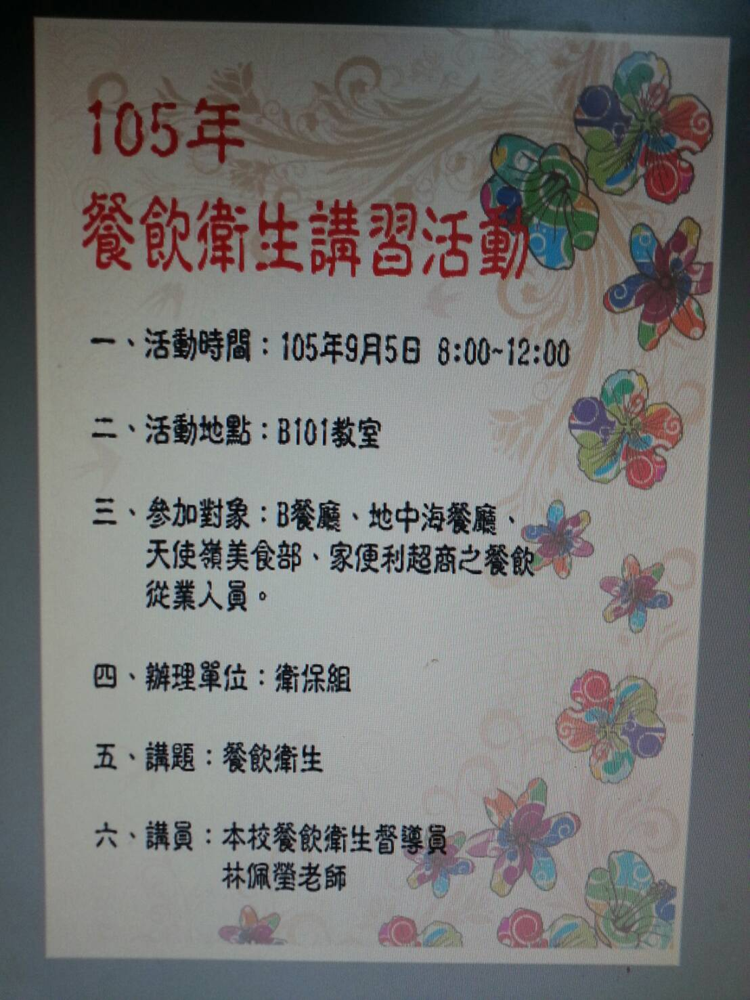 105年
餐飲衛生講習活動
一、活動時間：105年9月5日 8:00~12:00
二、活動地點：B101教室
三、參加對象：B餐廳、地中海餐廳、
天使嶺美食部、家便利超商之餐飲
從業人員。
四、辦理單位：衛保組
五、講題：餐飲衛生
六、講員：本校餐飲衛生督導員
林佩瑩老師